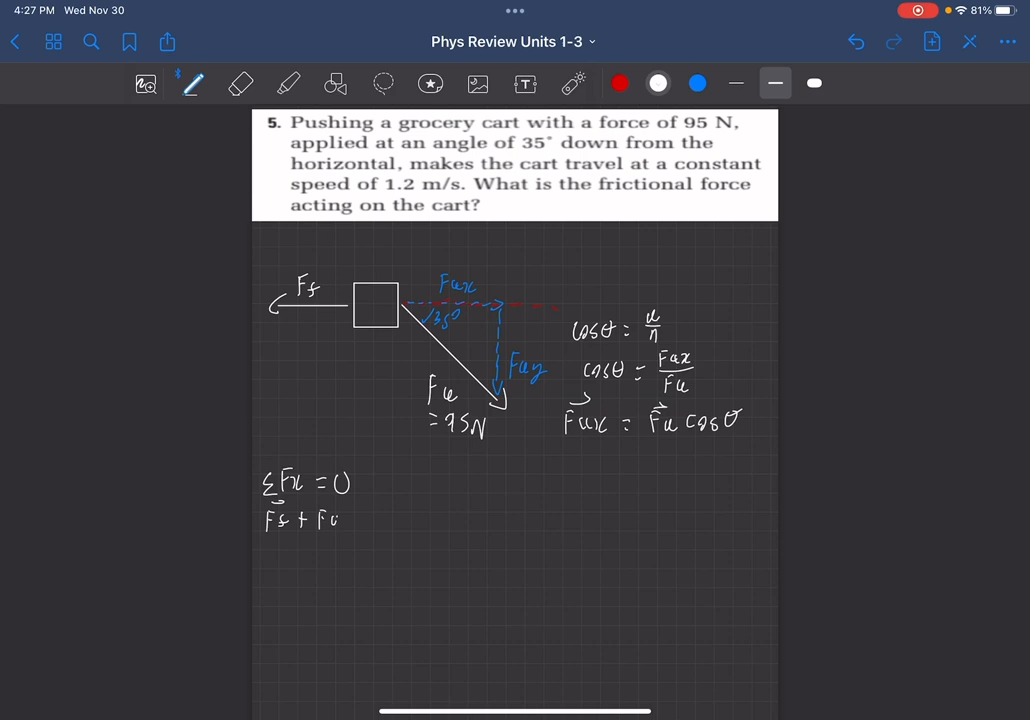 4:27 PM Wed Nov 30
81%
Phys Review Units 1-3
5. Pushing a grocery cart with a force of 95 N,
applied at an angle of 35° down from the
horizontal, makes the cart travel at a constant
speed of 1.2 m/s. What is the frictional force
acting on the cart?
Ff
Fax
35°
Fay
Fa
= 95N
cosθ = a/h
cosθ = Fax/Fa
Fax = Fa cosθ
ΣFx = 0
Ff + Fa